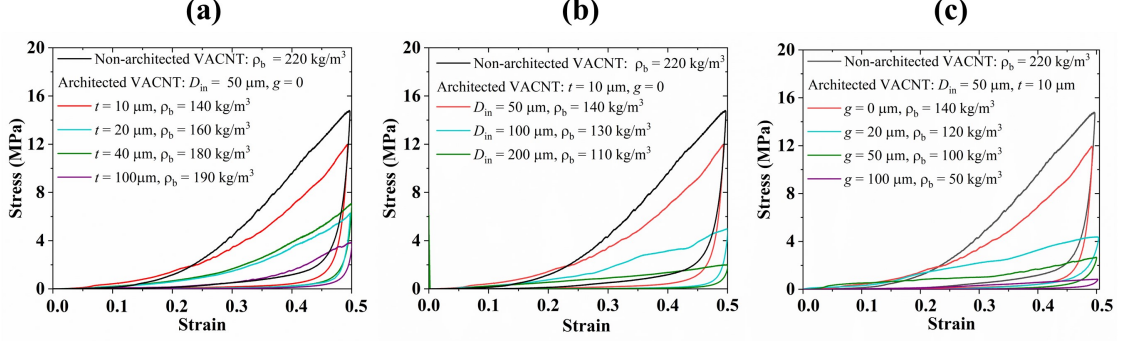 (a)
20
16
12
8
4
0
Stress (MPa)
Non-architected VACNT: ρb = 220 kg/m³
Architected VACNT: Din = 50 μm, g = 0
t = 10 μm, ρb = 140 kg/m³
t = 20 μm, ρb = 160 kg/m³
t = 40 μm, ρb = 180 kg/m³
t = 100μm, ρb = 190 kg/m³
0.0 0.1 0.2 0.3 0.4 0.5
Strain
(b)
20
16
12
8
4
0
Stress (MPa)
Non-architected VACNT: ρb = 220 kg/m³
Architected VACNT: t = 10 μm, g = 0
Din = 50 μm, ρb = 140 kg/m³
Din = 100 μm, ρb = 130 kg/m³
Din = 200 μm, ρb = 110 kg/m³
0.0 0.1 0.2 0.3 0.4 0.5
Strain
(c)
20
16
12
8
4
0
Stress (MPa)
Non-architected VACNT: ρb = 220 kg/m³
Architected VACNT: Din = 50 μm, t = 10 μm
g = 0 μm, ρb = 140 kg/m³
g = 20 μm, ρb = 120 kg/m³
g = 50 μm, ρb = 100 kg/m³
g = 100 μm, ρb = 50 kg/m³
0.0 0.1 0.2 0.3 0.4 0.5
Strain